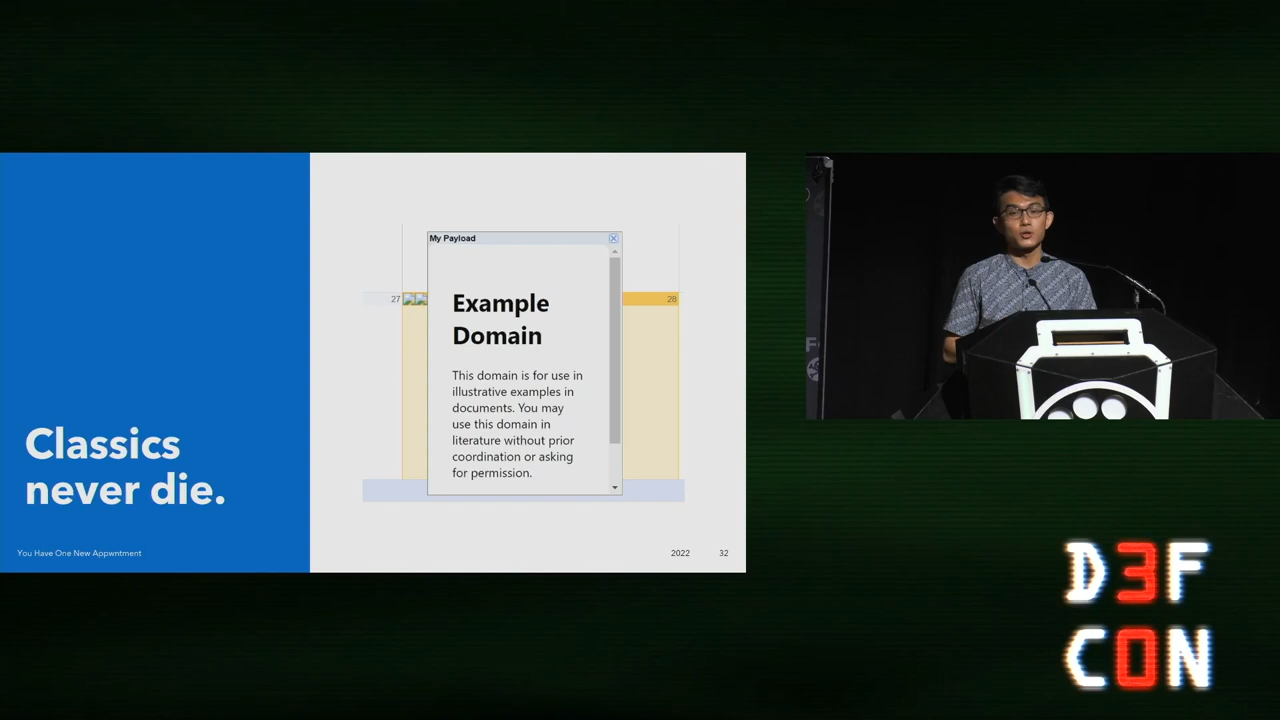 Classics
never die.
You Have One New Appwntment
My Payload
27
28
Example
Domain
This domain is for use in
illustrative examples in
documents. You may
use this domain in
literature without prior
coordination or asking
for permission.
2022
32
D3F
C0N